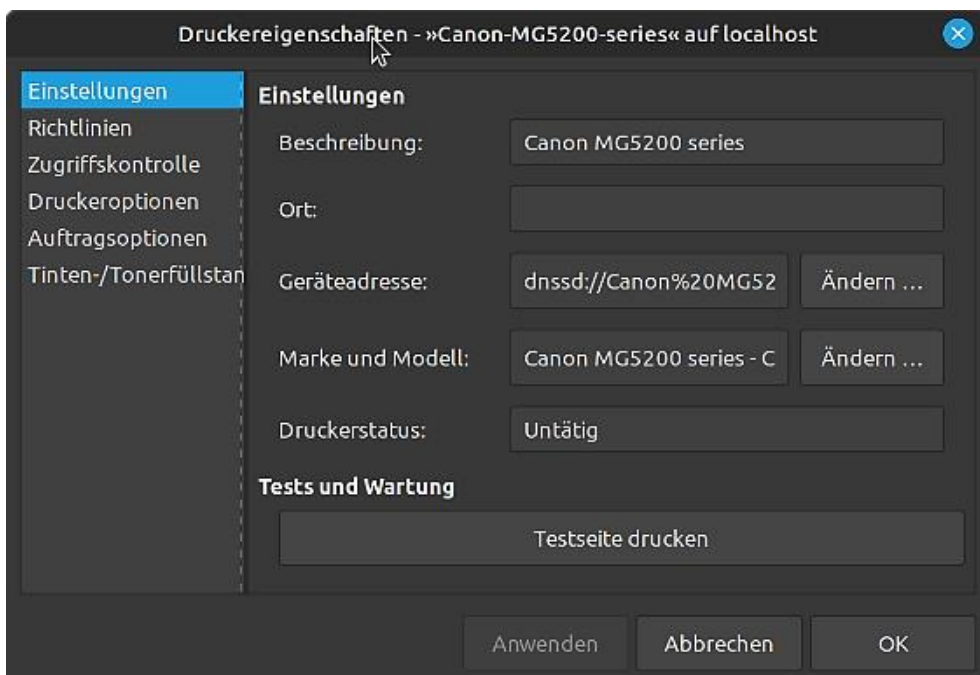 Druckereigenschaften - »Canon-MG5200-series« auf localhost
Einstellungen
Richtlinien
Zugriffskontrolle
Druckeroptionen
Auftragsoptionen
Tinten-/Tonerfüllstan
Einstellungen
Beschreibung: Canon MG5200 series
Ort:
Geräteadresse: dnssd://Canon%20MG52 Ändern ...
Marke und Modell: Canon MG5200 series - C Ändern ...
Druckerstatus: Untätig
Tests und Wartung
Testseite drucken
Anwenden Abbrechen OK